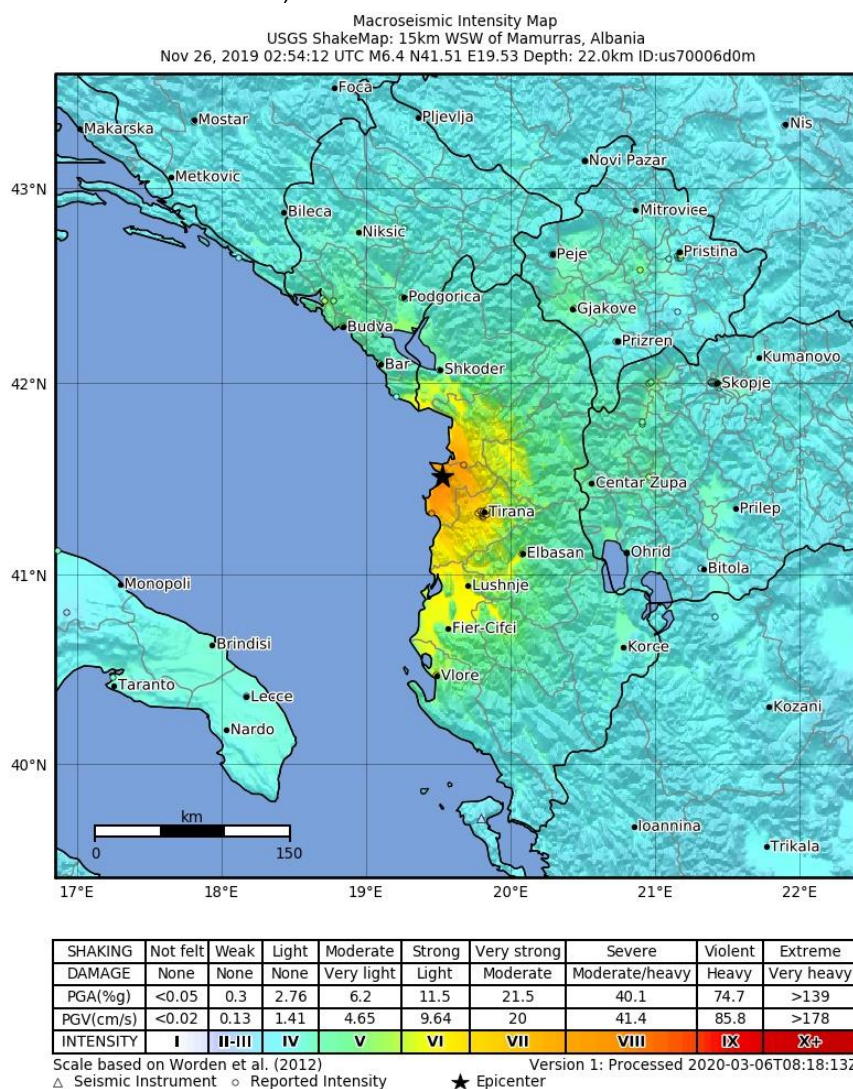 Macroseismic Intensity Map
USGS ShakeMap: 15km WSW of Mamurras, Albania
Nov 26, 2019 02:54:12 UTC M6.4 N41.51 E19.53 Depth: 22.0km ID:us70006d0m
Foca
Makarska
Mostar
Pljevlja
Nis
Novi Pazar
43°N
Metkovic
Bileca
Mitrovice
Niksic
Peje
Pristina
Podgorica
Gjakove
Budva
Prizren
Kumanovo
Bar
Shkoder
42°N
Skopje
Centar Zupa
Tirana
Prilep
Elbasan
Ohrid
41°N
Bitola
Monopoli
Lushnje
Fier-Cifci
Brindisi
Korce
Taranto
Vlore
Lecce
Kozani
Nardo
40°N
km
0 150
Ioannina
Trikala
17°E 18°E 19°E 20°E 21°E 22°E
SHAKING Not felt Weak Light Moderate Strong Very strong Severe Violent Extreme
DAMAGE None None None Very light Light Moderate Moderate/heavy Heavy Very heavy
PGA(%g) <0.05 0.3 2.76 6.2 11.5 21.5 40.1 74.7 >139
PGV(cm/s) <0.02 0.13 1.41 4.65 9.64 20 41.4 85.8 >178
INTENSITY I II-III IV V VI VII VIII IX X+
Scale based on Worden et al. (2012) Version 1: Processed 2020-03-06T08:18:13Z
△ Seismic Instrument ○ Reported Intensity ★ Epicenter